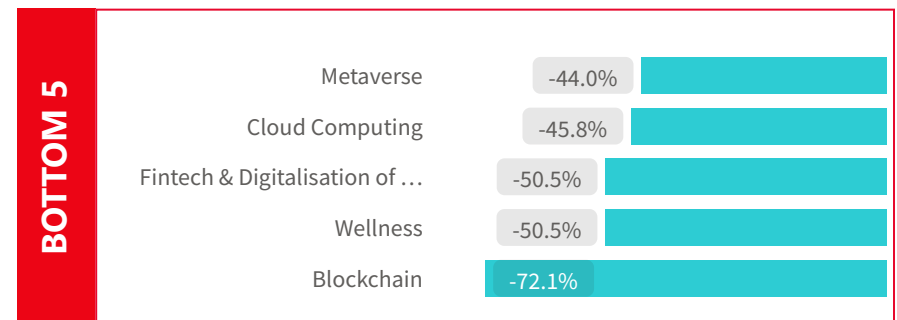 BOTTOM 5
Metaverse -44.0%
Cloud Computing -45.8%
Fintech & Digitalisation of … -50.5%
Wellness -50.5%
Blockchain -72.1%